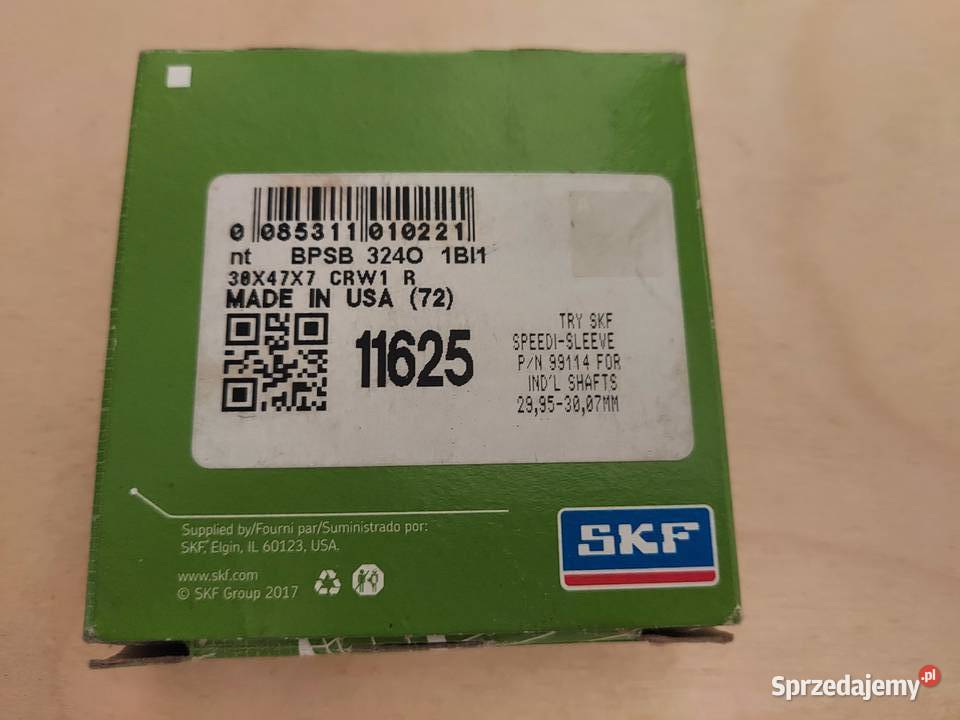 0 085311 010221
nt BPSB 324O 1BI1
30X47X7 CRW1 R
MADE IN USA (72)
11625
TRY SKF
SPEEDI-SLEEVE
P/N 99114 FOR
IND'L SHAFTS
29,95-30,07MM
Supplied by/Fourni par/Suministrado por:
SKF, Elgin, IL 60123, USA.
www.skf.com
© SKF Group 2017
SKF
Sprzedajemy.pl